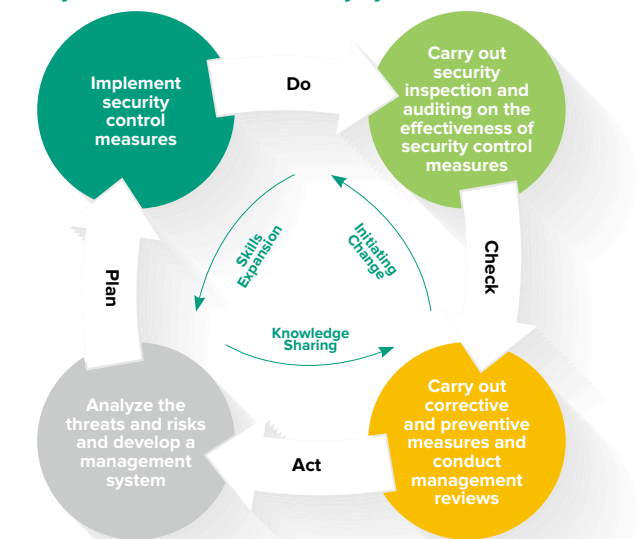 Implement
security
control
measures
Do
Carry out
security
inspection and
auditing on the
effectiveness of
security control
measures
Skills
Expansion
Initiating
Change
Plan
Check
Knowledge
Sharing
Analyze the
threats and risks
and develop a
management
system
Act
Carry out
corrective
and preventive
measures and
conduct
management
reviews